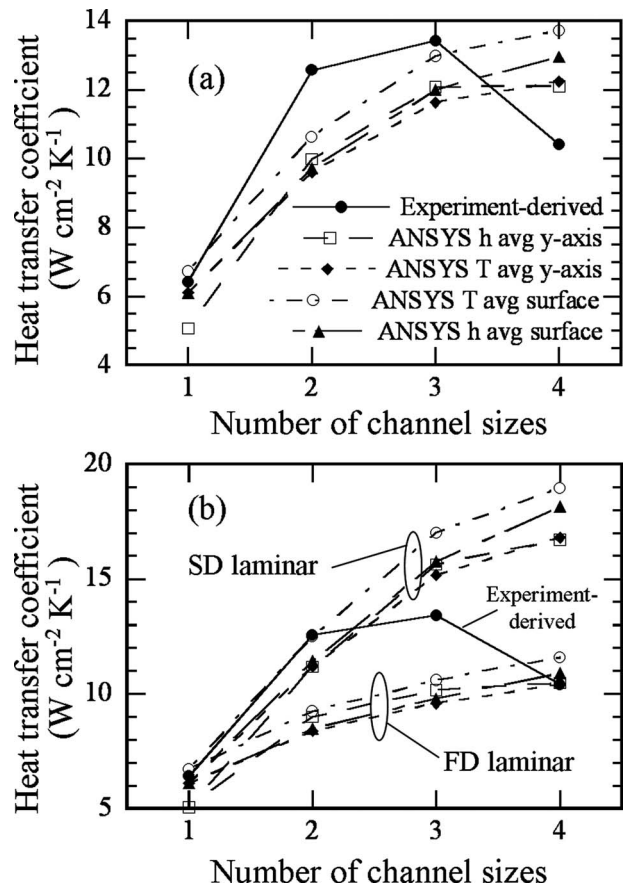 14
12
10
8
6
4
Heat transfer coefficient
(W cm-2 K-1)
(a)
Experiment-derived
ANSYS h avg y-axis
ANSYS T avg y-axis
ANSYS T avg surface
ANSYS h avg surface
1 2 3 4
Number of channel sizes
20
15
10
5
Heat transfer coefficient
(W cm-2 K-1)
(b)
SD laminar
Experiment-
derived
FD laminar
1 2 3 4
Number of channel sizes